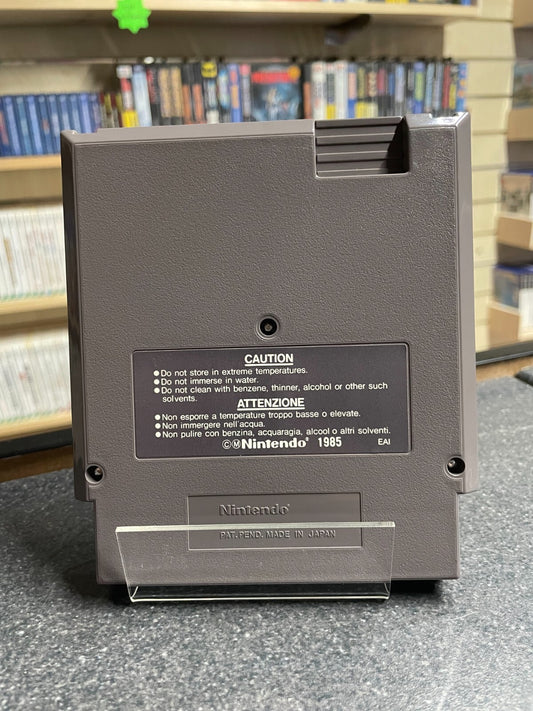 CAUTION
●Do not store in extreme temperatures.
●Do not immerse in water.
●Do not clean with benzene, thinner, alcohol or other such
solvents.
ATTENZIONE
●Non esporre a temperature troppo basse o elevate.
●Non immergere nell'acqua.
●Non pulire con benzina, acquaragia, alcool o altri solventi.
©ⓂNintendo® 1985 EAI
Nintendo®
PAT. PEND. MADE IN JAPAN